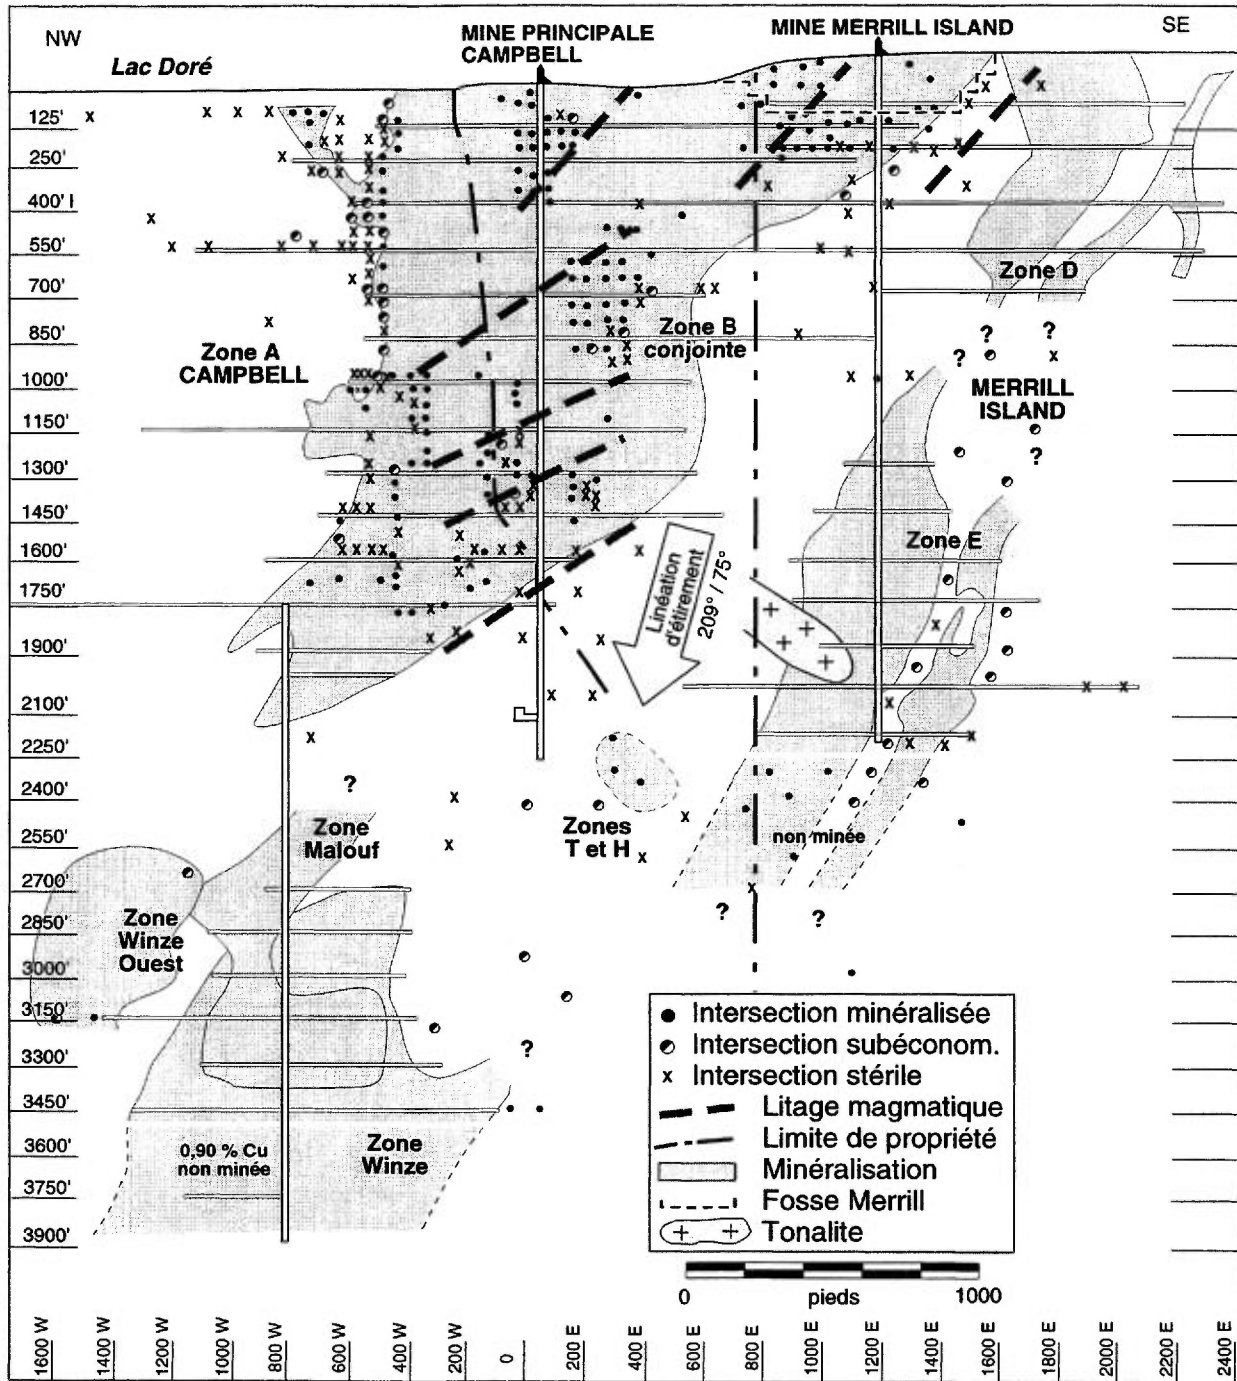 NW
MINE PRINCIPALE
CAMPBELL
MINE MERRILL ISLAND
SE
Lac Doré
125'
250'
400'
550'
700'
850'
1000'
1150'
1300'
1450'
1600'
1750'
1900'
2100'
2250'
2400'
2550'
2700'
2850'
3000'
3150'
3300'
3450'
3600'
3750'
3900'
Zone D
Zone A
CAMPBELL
Zone B
conjointe
?
?
?
?
MERRILL
ISLAND
?
?
Zone E
Linéation
d'étirement
209° / 75°
?
Zone
Malouf
Zones
T et H
non minée
?
?
Zone
Winze
Ouest
?
0,90 % Cu
non minée
Zone
Winze
Intersection minéralisée
Intersection subéconom.
x Intersection stérile
Litage magmatique
Limite de propriété
Minéralisation
Fosse Merrill
+ + Tonalite
0 pieds 1000
1600 W
1400 W
1200 W
1000 W
800 W
600 W
400 W
200 W
0
200 E
400 E
600 E
800 E
1000 E
1200 E
1400 E
1600 E
1800 E
2000 E
2200 E
2400 E